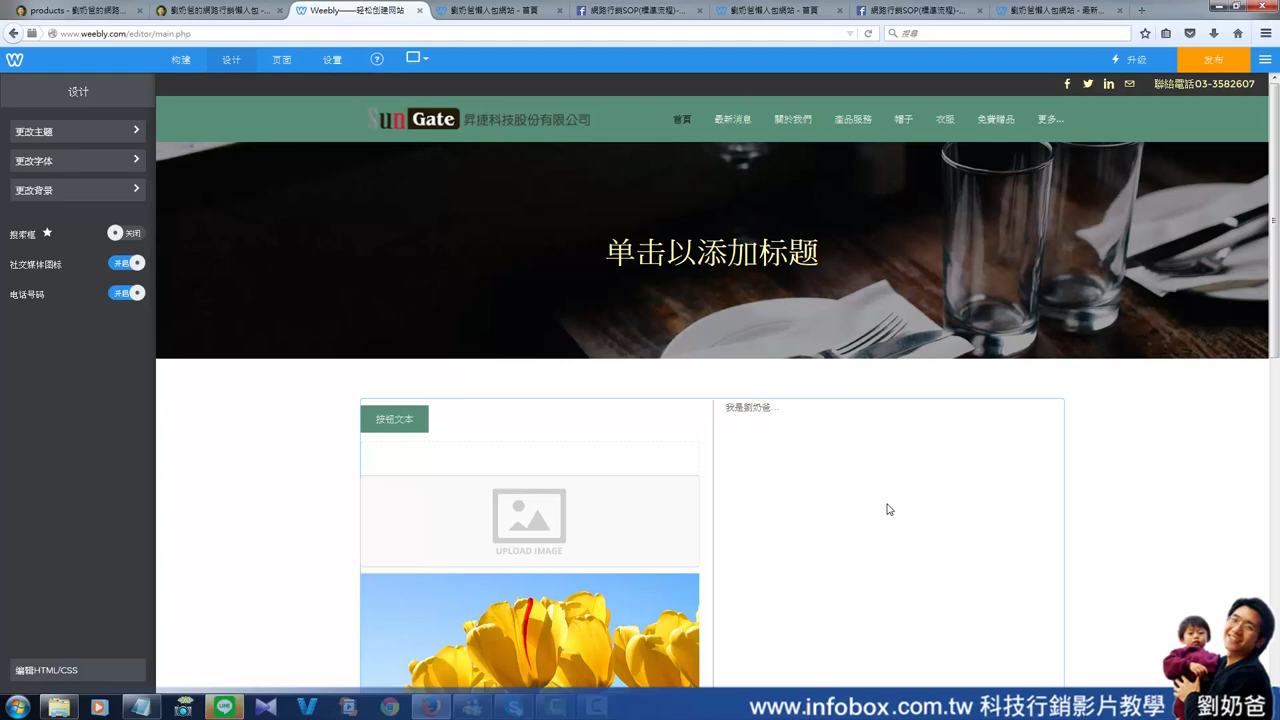 products - 劉奶爸的網路...
劉奶爸的網路行銷懶人包 -...
Weebly——轻松创建网站
劉奶爸懶人包網站 - 首頁
網路行銷SOP(標準流程)-...
劉奶爸懶人包網站 - 首頁
網路行銷SOP(標準流程)-...
劉奶爸懶人包網站 - 最新...
www.weebly.com/editor/main.php
搜尋
构建
设计
页面
设置
升级
发布
设计
聯絡電話03-3582607
更改主题
更改字体
更改背景
搜索框
关闭
社交媒体图标
开启
电话号码
开启
Sun Gate 昇捷科技股份有限公司
首頁
最新消息
關於我們
產品服務
帽子
衣服
免費贈品
更多...
单击以添加标题
按钮文本
我是劉奶爸...
UPLOAD IMAGE
编辑HTML/CSS
LINE
www.infobox.com.tw 科技行銷影片教學
劉奶爸